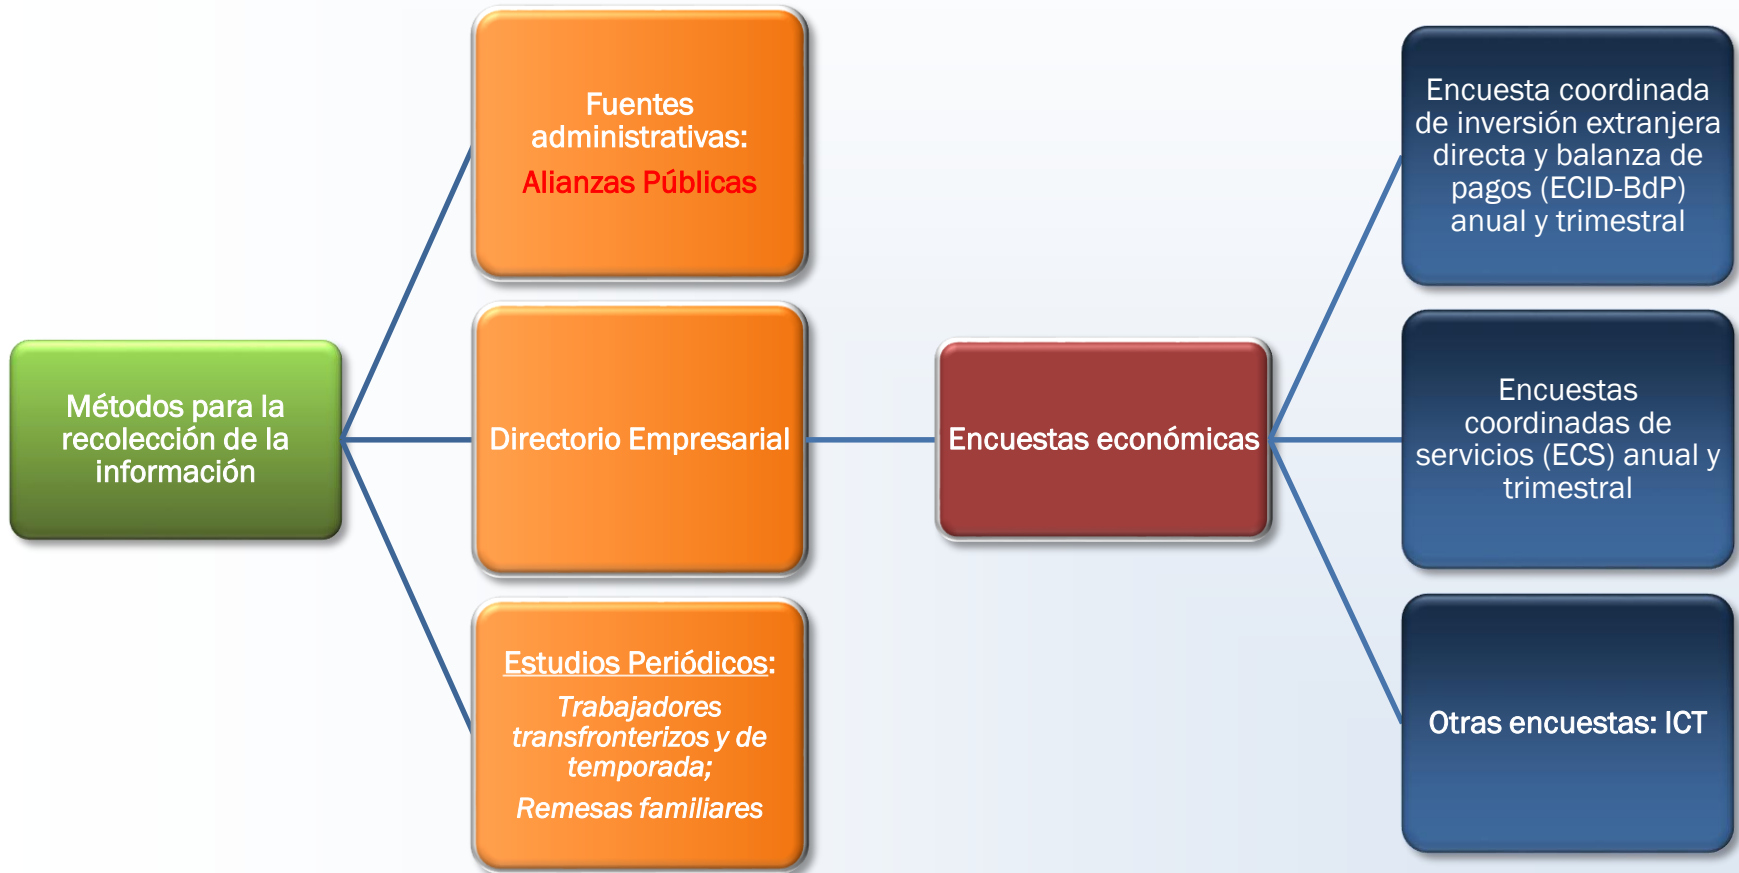 Métodos para la
recolección de la
información
Fuentes
administrativas:
Alianzas Públicas
Directorio Empresarial
Estudios Periódicos:
Trabajadores
transfronterizos y de
temporada;
Remesas familiares
Encuestas económicas
Encuesta coordinada
de inversión extranjera
directa y balanza de
pagos (ECID-BdP)
anual y trimestral
Encuestas
coordinadas de
servicios (ECS) anual y
trimestral
Otras encuestas: ICT